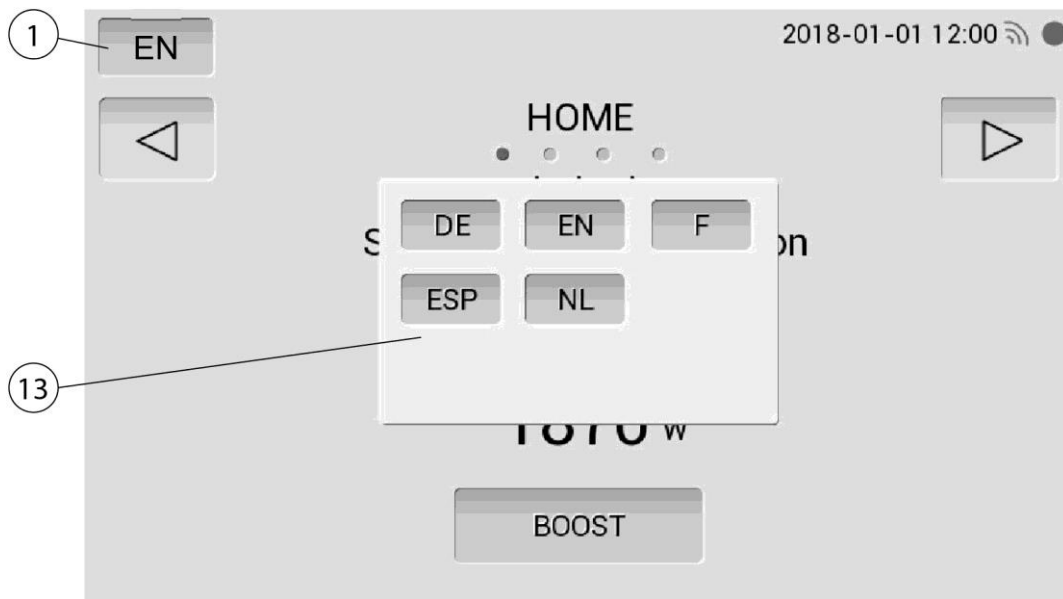 1
EN
2018-01-01 12:00
HOME
DE EN F
ESP NL
13
W
BOOST